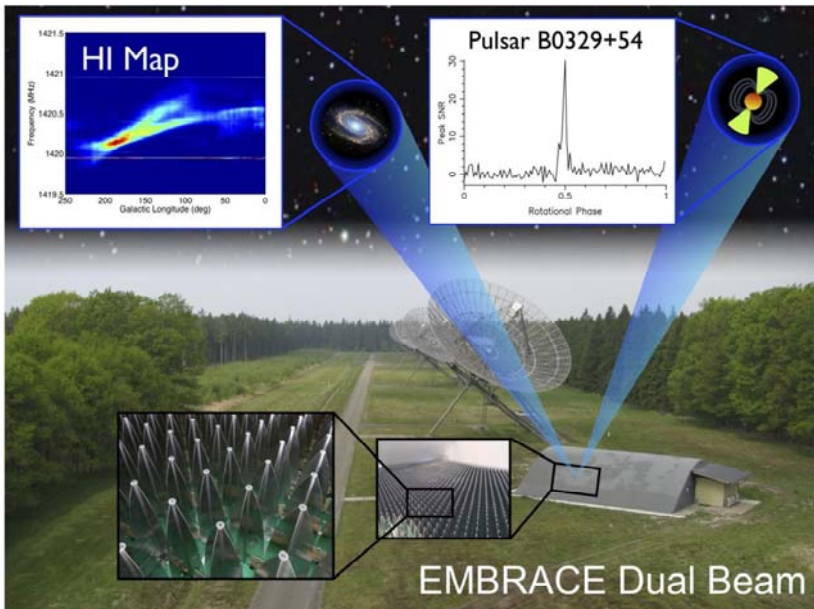 HI Map
1421.5
1421
1420.5
1420
1419.5
Frequency (MHz)
250
200
150
100
50
0
Galactic Longitude (deg)
Pulsar B0329+54
30
20
10
0
Peak SNR
0
0.5
1
Rotational Phase
EMBRACE Dual Beam